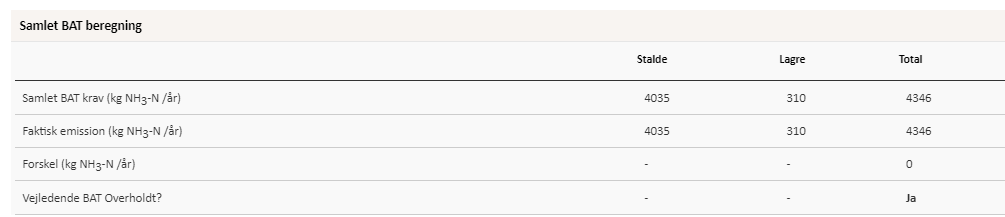 Samlet BAT beregning
Stalde Lagre Total
Samlet BAT krav (kg NH3-N /år) 4035 310 4346
Faktisk emission (kg NH3-N /år) 4035 310 4346
Forskel (kg NH3-N /år) - - 0
Vejledende BAT Overholdt? - - Ja